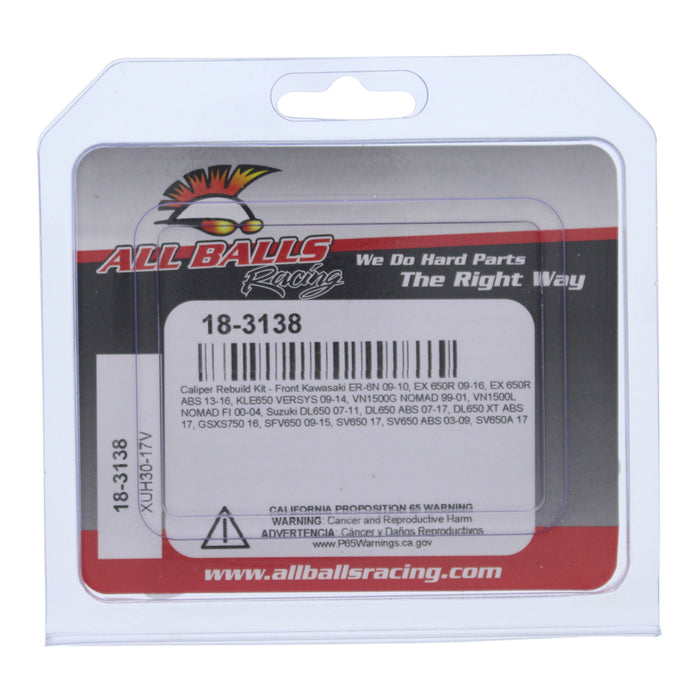 ALL BALLS
Racing
We Do Hard Parts
The Right Way
18-3138
Caliper Rebuild Kit - Front Kawasaki ER-6N 09-10, EX 650R 09-16, EX 650R
ABS 13-16, KLE650 VERSYS 09-14, VN1500G NOMAD 99-01, VN1500L
NOMAD FI 00-04, Suzuki DL650 07-11, DL650 ABS 07-17, DL650 XT ABS
17, GSXS750 16, SFV650 09-15, SV650 17, SV650 ABS 03-09, SV650A 17
18-3138
XUH30-17V
CALIFORNIA PROPOSITION 65 WARNING
WARNING: Cancer and Reproductive Harm
ADVERTENCIA: Cáncer y Daños Reproductivos
www.P65Warnings.ca.gov
www.allballsracing.com